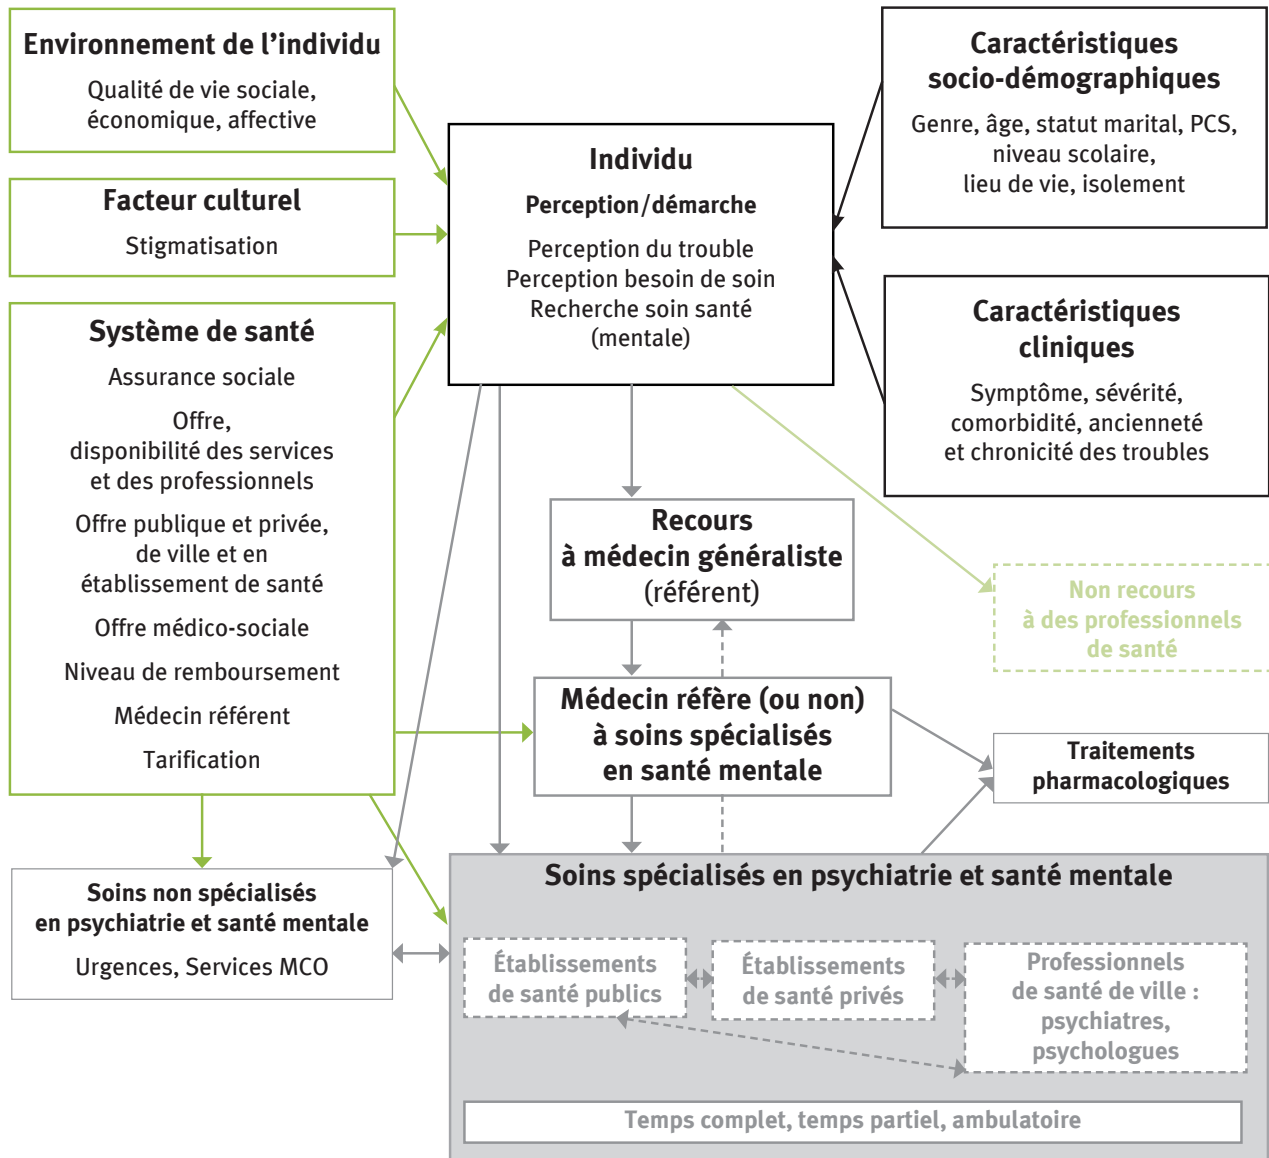 Environnement de l'individu
Qualité de vie sociale,
économique, affective
Facteur culturel
Stigmatisation
Système de santé
Assurance sociale
Offre,
disponibilité des services
et des professionnels
Offre publique et privée,
de ville et en
établissement de santé
Offre médico-sociale
Niveau de remboursement
Médecin référent
Tarification
Individu
Perception/démarche
Perception du trouble
Perception besoin de soin
Recherche soin santé
(mentale)
Caractéristiques
socio-démographiques
Genre, âge, statut marital, PCS,
niveau scolaire,
lieu de vie, isolement
Caractéristiques
cliniques
Symptôme, sévérité,
comorbidité, ancienneté
et chronicité des troubles
Recours
à médecin généraliste
(référent)
Non recours
à des professionnels
de santé
Médecin réfère (ou non)
à soins spécialisés
en santé mentale
Traitements
pharmacologiques
Soins non spécialisés
en psychiatrie et santé mentale
Urgences, Services MCO
Soins spécialisés en psychiatrie et santé mentale
Établissements
de santé publics
Établissements
de santé privés
Professionnels
de santé de ville :
psychiatres,
psychologues
Temps complet, temps partiel, ambulatoire